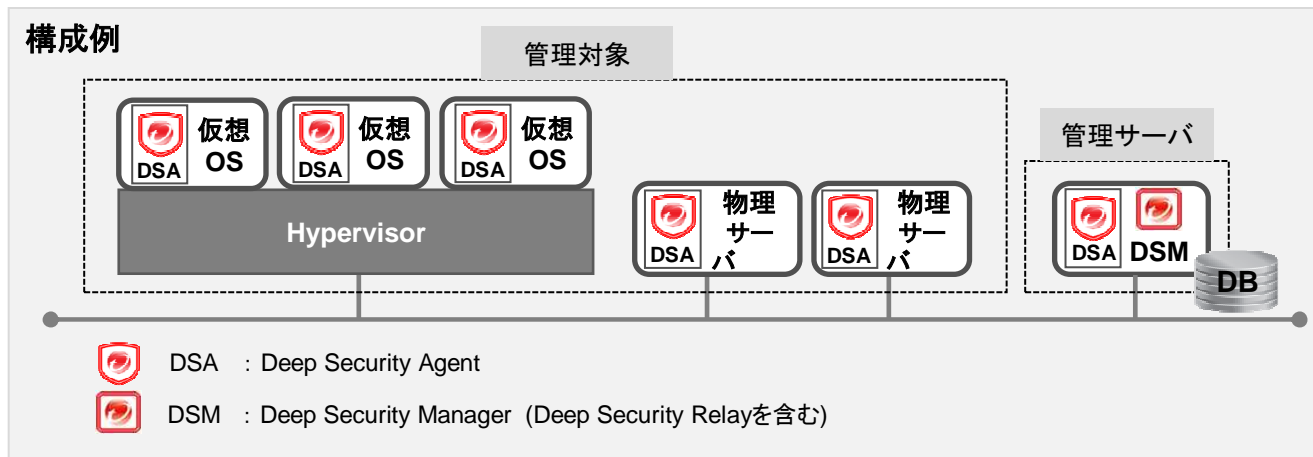 構成例
管理対象
管理サーバ
仮想
OS
DSA
仮想
OS
DSA
仮想
OS
DSA
Hypervisor
物理
サー
バ
DSA
物理
サー
バ
DSA
DSA
DSM
DB
DSA : Deep Security Agent
DSM : Deep Security Manager (Deep Security Relayを含む)